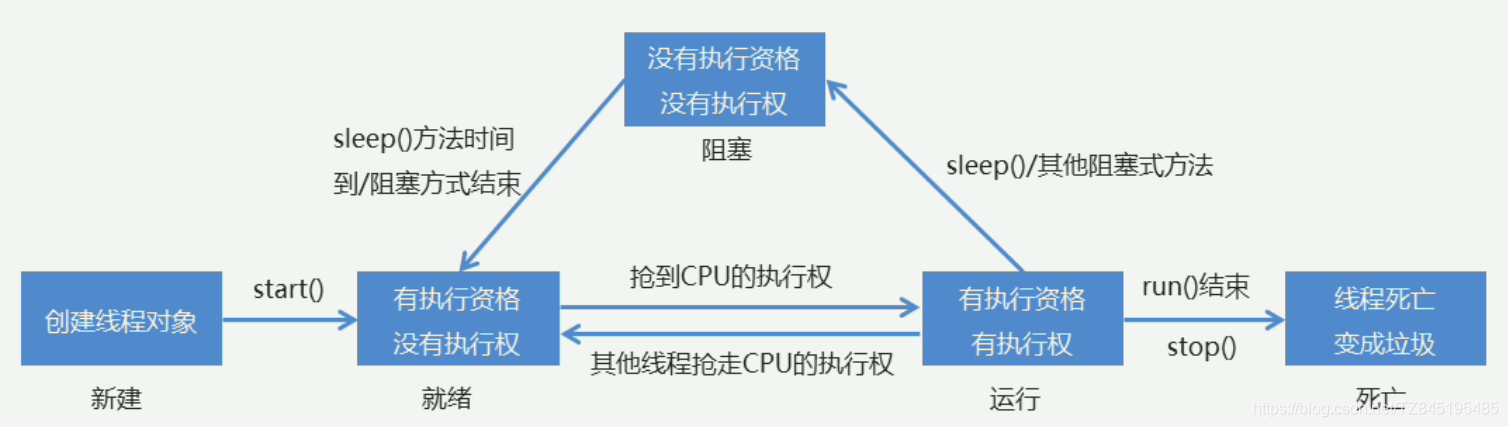 没有执行资格
没有执行权
阻塞
sleep()方法时间
到/阻塞方式结束
sleep()/其他阻塞式方法
创建线程对象
新建
start()
有执行资格
没有执行权
就绪
抢到CPU的执行权
其他线程抢走CPU的执行权
有执行资格
有执行权
运行
run()结束
stop()
线程死亡
变成垃圾
死亡
https://blog.csdn.net/TZ845195485